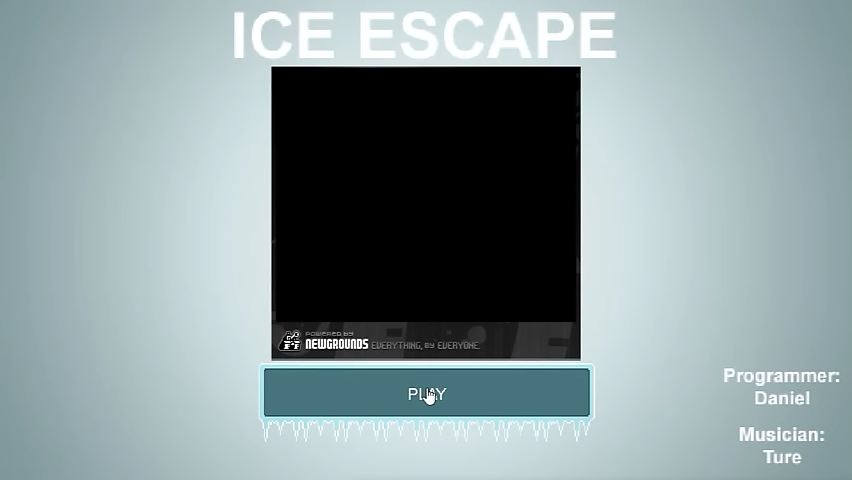 ICE ESCAPE
POWERED BY
NEWGROUNDS EVERYTHING, BY EVERYONE.
PLAY
Programmer:
Daniel
Musician:
Ture